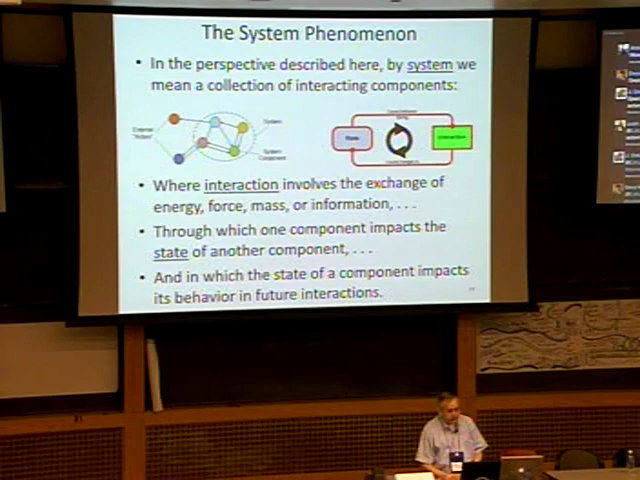 The System Phenomenon
• In the perspective described here, by system we
mean a collection of interacting components:
External
"Actors"
System
System
Component
State
Interaction
• Where interaction involves the exchange of
energy, force, mass, or information, . . .
• Through which one component impacts the
state of another component, . . .
• And in which the state of a component impacts
its behavior in future interactions.